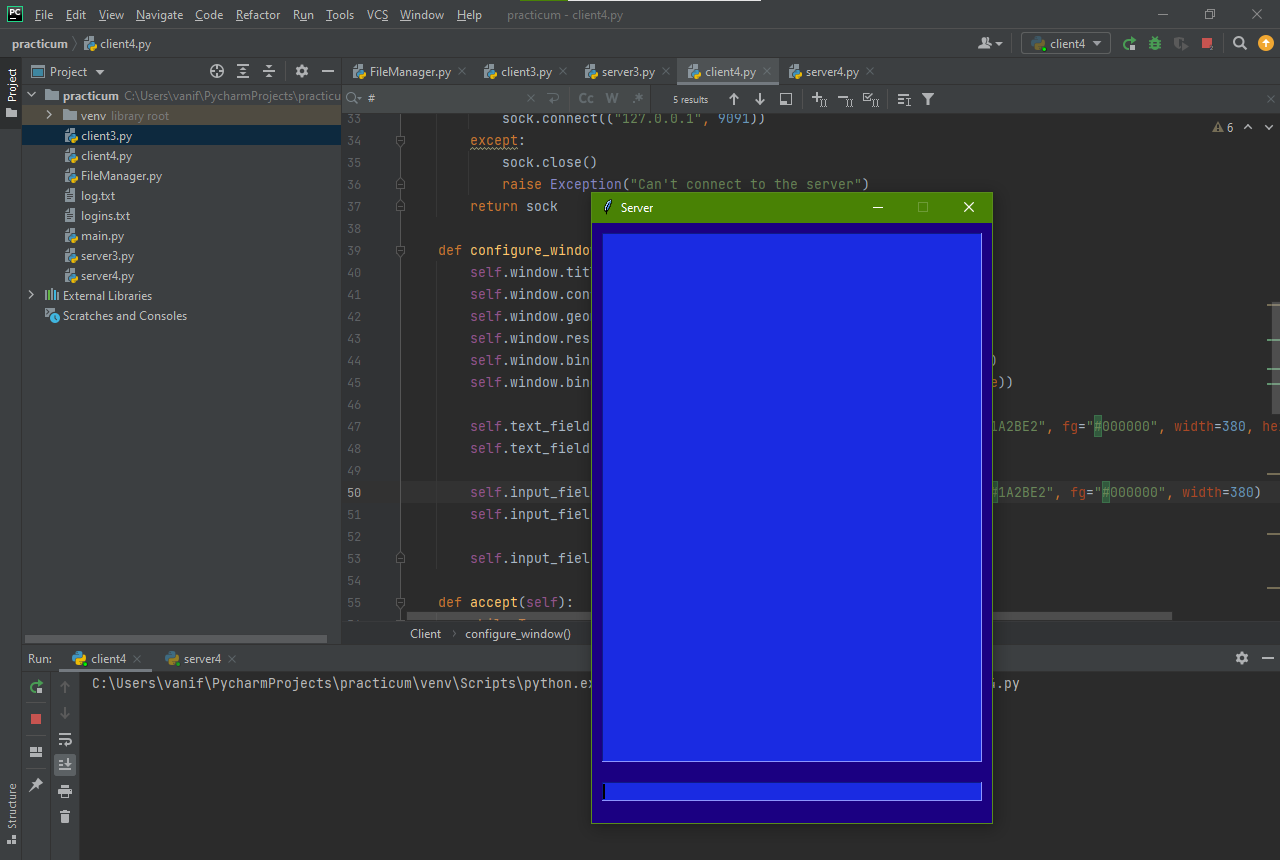 PC File Edit View Navigate Code Refactor Run Tools VCS Window Help practicum - client4.py
practicum client4.py client4
Project
Project
FileManager.py client3.py server3.py client4.py server4.py
practicum C:\Users\vanif\PycharmProjects\practicu
venv library root
client3.py
client4.py
FileManager.py
log.txt
logins.txt
main.py
server3.py
server4.py
External Libraries
Scratches and Consoles
# Cc W .* 5 results
6
33 sock.connect(("127.0.0.1", 9091))
34 except:
35 sock.close()
36 raise Exception("Can't connect to the server")
37 return sock
38
39 def configure_window
40 self.window.tit
41 self.window.con
42 self.window.geo
43 self.window.res
44 self.window.bin )
45 self.window.bin e))
46
47 self.text_field 1A2BE2", fg="#000000", width=380, he
48 self.text_field
49
50 self.input_fiel #1A2BE2", fg="#000000", width=380)
51 self.input_fiel
52
53 self.input_fiel
54
55 def accept(self):
Client configure_window()
Server
Run: client4 server4
C:\Users\vanif\PycharmProjects\practicum\venv\Scripts\python.ex .py
Structure